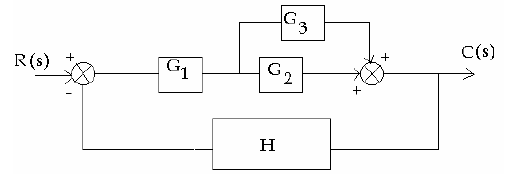 G3
R(s) + G1 G2 + + C(s)
-
H